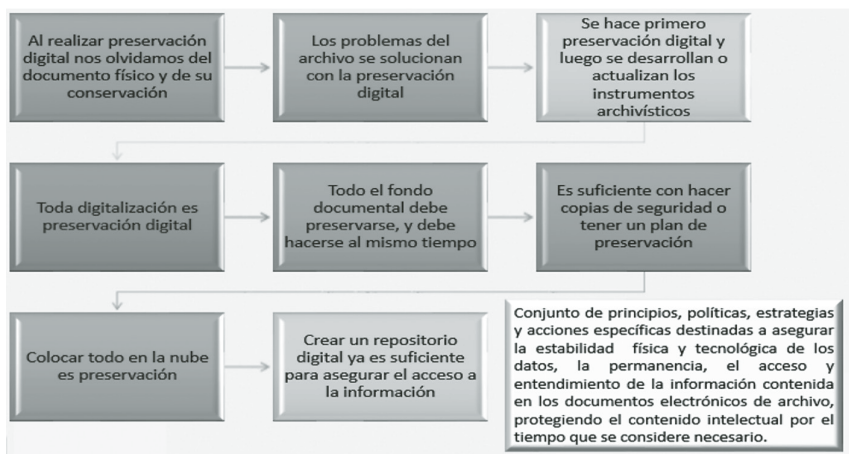 Al realizar preservación
digital nos olvidamos del
documento físico y de su
conservación
Los problemas del
archivo se solucionan
con la preservación
digital
Se hace primero
preservación digital y
luego se desarrollan o
actualizan los
instrumentos
archivísticos
Toda digitalización es
preservación digital
Todo el fondo
documental debe
preservarse, y debe
hacerse al mismo tiempo
Es suficiente con hacer
copias de seguridad o
tener un plan de
preservación
Colocar todo en la nube
es preservación
Crear un repositorio
digital ya es suficiente
para asegurar el acceso a
la información
Conjunto de principios, políticas, estrategias
y acciones específicas destinadas a asegurar
la estabilidad física y tecnológica de los
datos, la permanencia, el acceso y
entendimiento de la información contenida
en los documentos electrónicos de archivo,
protegiendo el contenido intelectual por el
tiempo que se considere necesario.